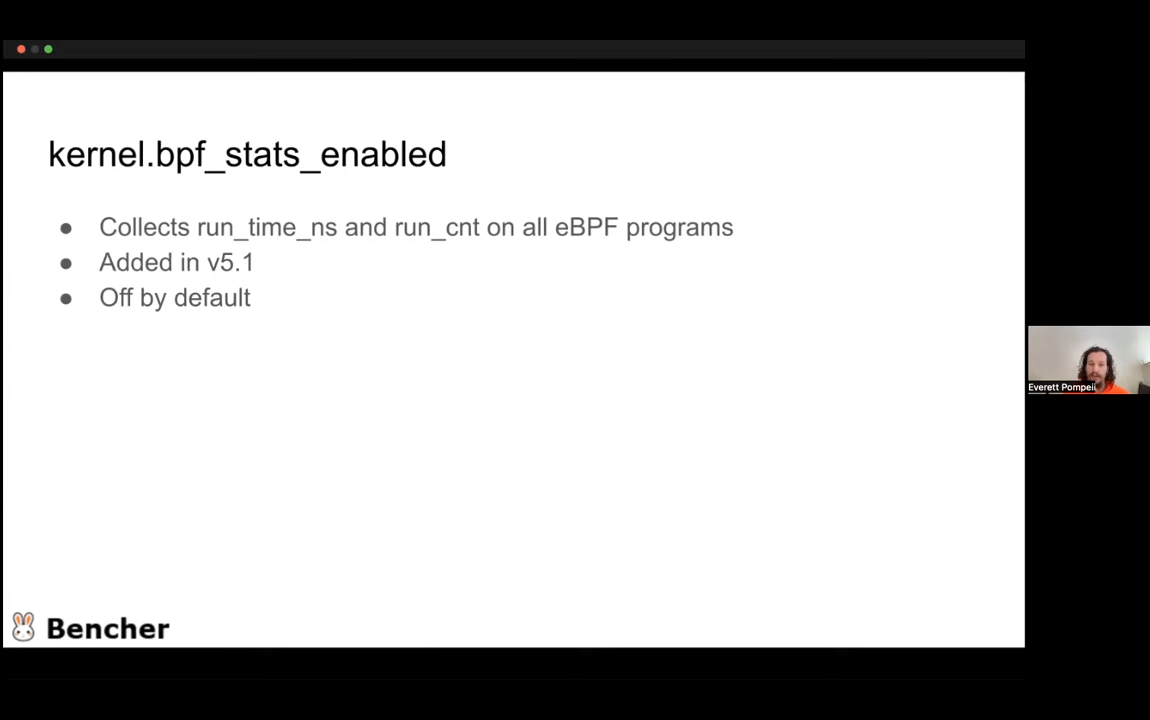 kernel.bpf_stats_enabled
● Collects run_time_ns and run_cnt on all eBPF programs
● Added in v5.1
● Off by default
Everett Pompeii
Bencher